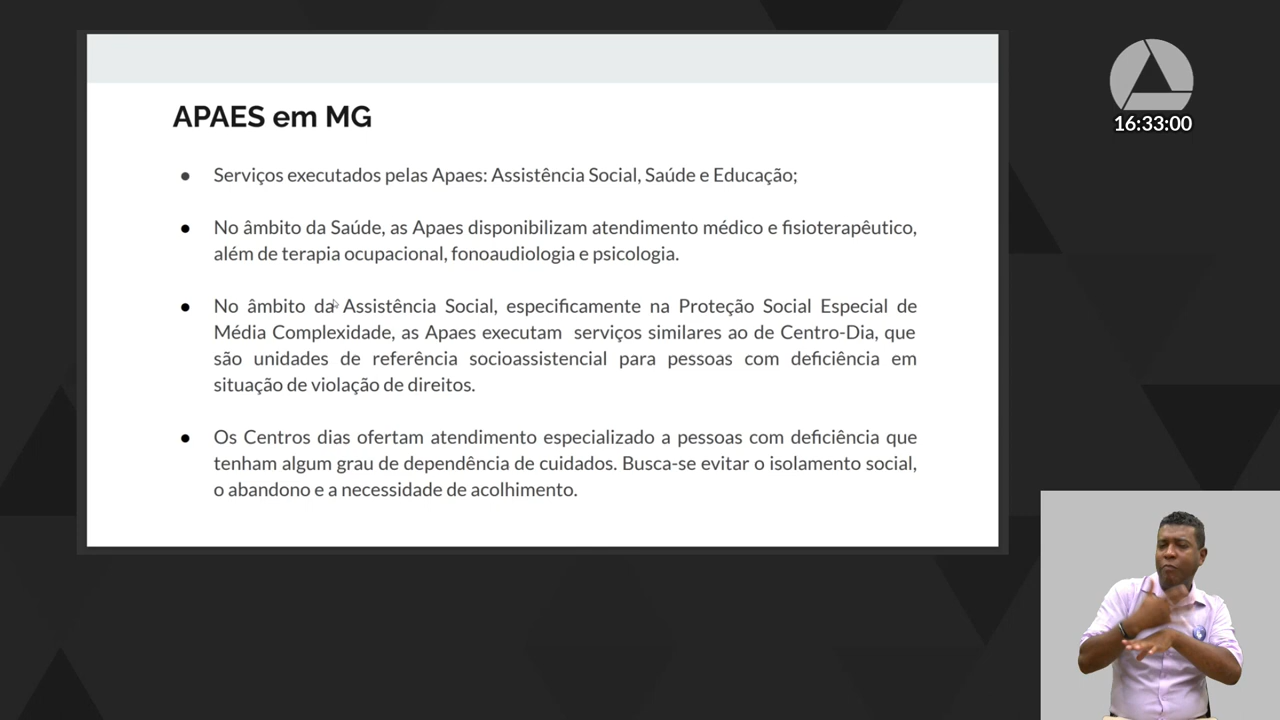 APAES em MG
16:33:00
● Serviços executados pelas Apaes: Assistência Social, Saúde e Educação;
● No âmbito da Saúde, as Apaes disponibilizam atendimento médico e fisioterapêutico,
além de terapia ocupacional, fonoaudiologia e psicologia.
● No âmbito da Assistência Social, especificamente na Proteção Social Especial de
Média Complexidade, as Apaes executam serviços similares ao de Centro-Dia, que
são unidades de referência socioassistencial para pessoas com deficiência em
situação de violação de direitos.
● Os Centros dias ofertam atendimento especializado a pessoas com deficiência que
tenham algum grau de dependência de cuidados. Busca-se evitar o isolamento social,
o abandono e a necessidade de acolhimento.